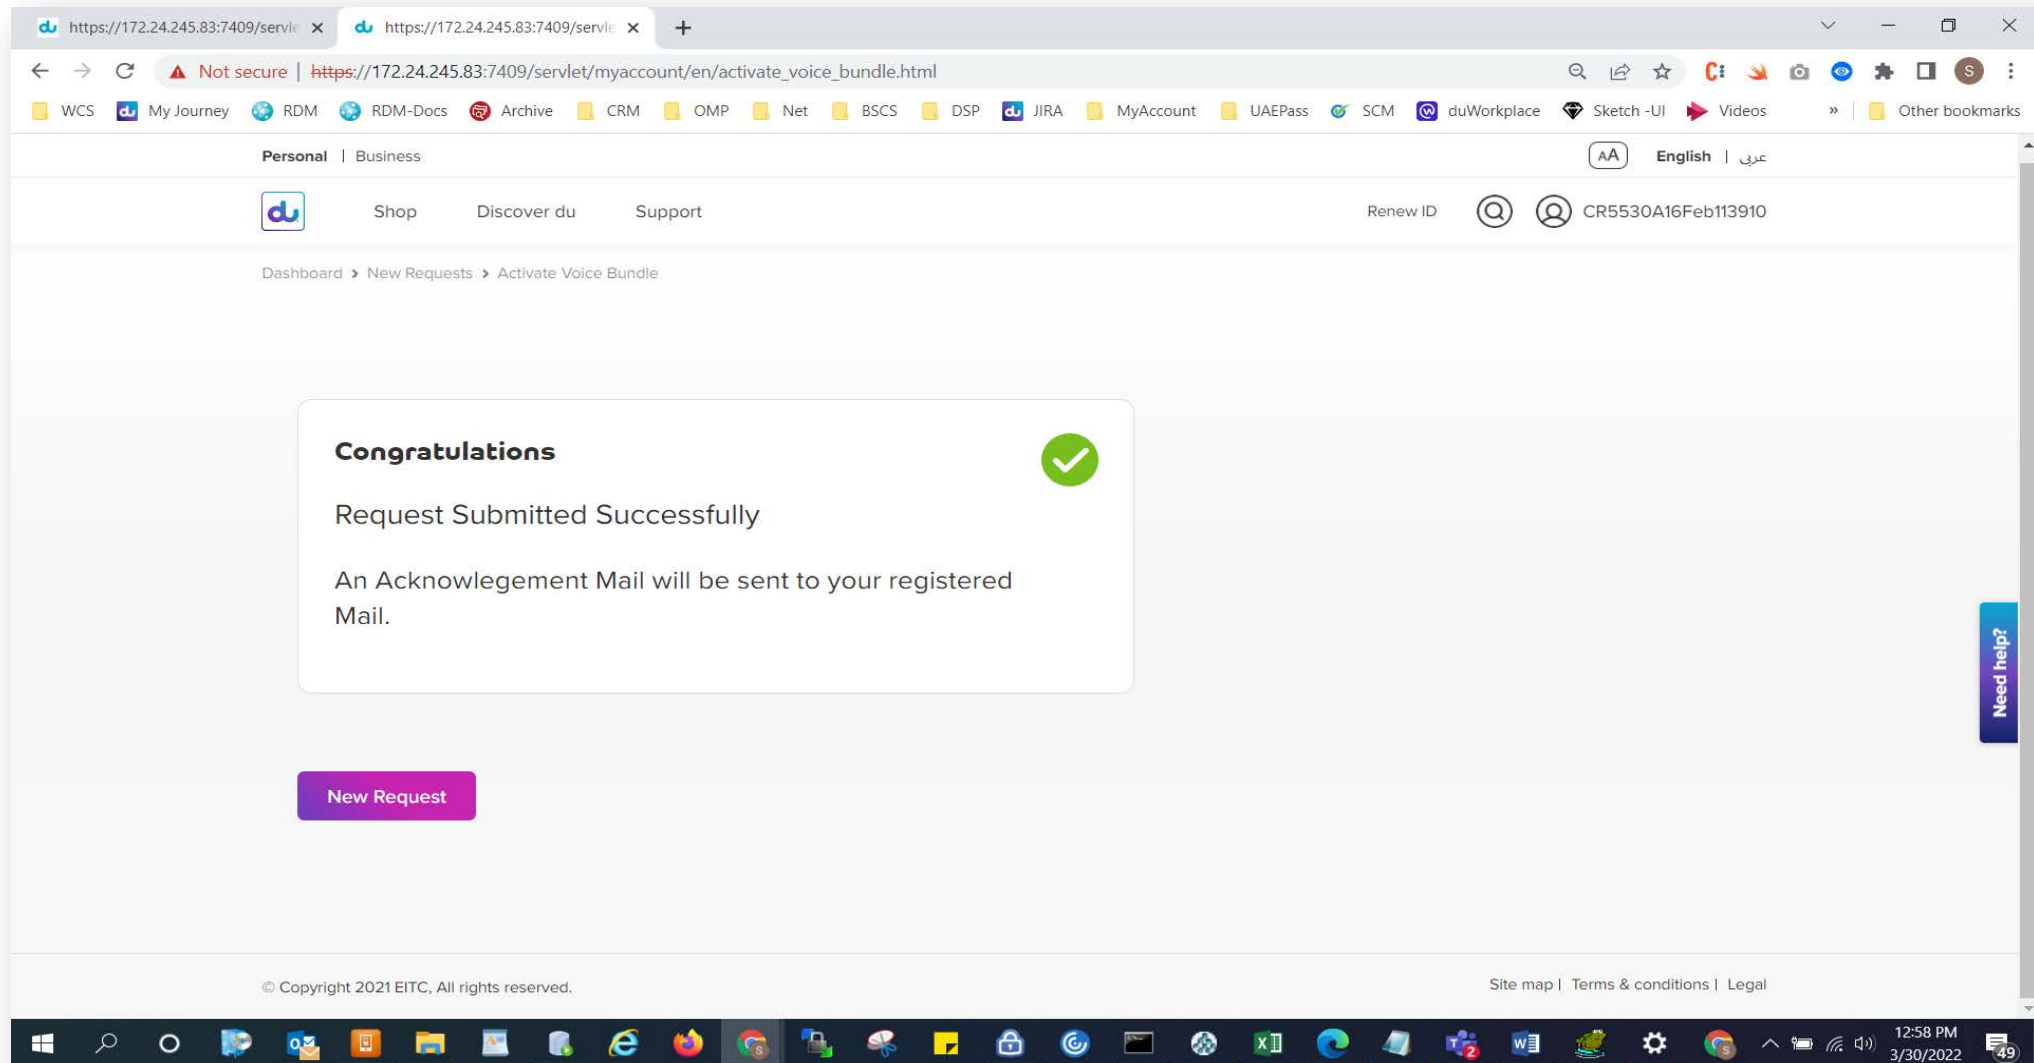 https://172.24.245.83:7409/servle
https://172.24.245.83:7409/servle
Not secure | https://172.24.245.83:7409/servlet/myaccount/en/activate_voice_bundle.html
S
WCS du My Journey RDM RDM-Docs Archive CRM OMP Net BSCS DSP du JIRA MyAccount UAEPass SCM duWorkplace Sketch -UI Videos » Other bookmarks
Personal | Business
AA English | عربى
du Shop Discover du Support Renew ID CR5530A16Feb113910
Dashboard > New Requests > Activate Voice Bundle
Congratulations
Request Submitted Successfully
An Acknowlegement Mail will be sent to your registered
Mail.
Need help?
New Request
© Copyright 2021 EITC, All rights reserved.
Site map | Terms & conditions | Legal
12:58 PM
3/30/2022
49